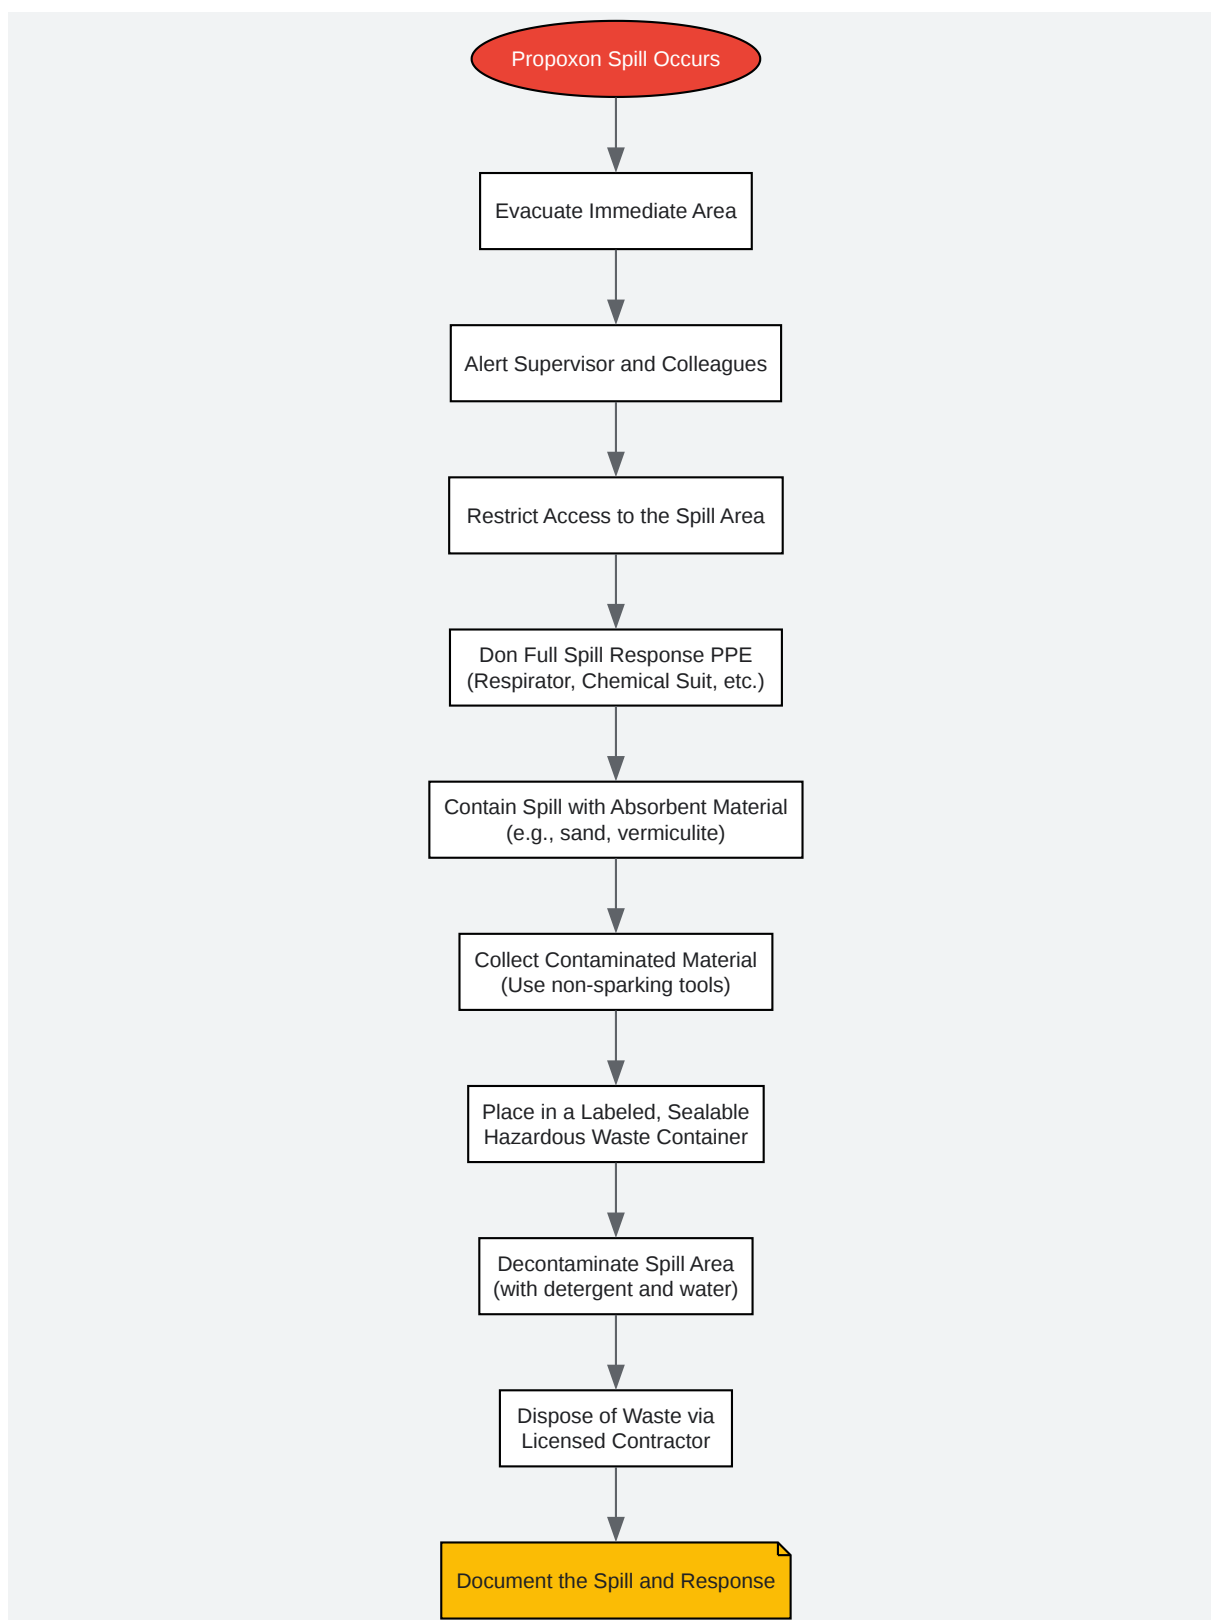 Propoxon Spill Occurs
Evacuate Immediate Area
Alert Supervisor and Colleagues
Restrict Access to the Spill Area
Don Full Spill Response PPE
(Respirator, Chemical Suit, etc.)
Contain Spill with Absorbent Material
(e.g., sand, vermiculite)
Collect Contaminated Material
(Use non-sparking tools)
Place in a Labeled, Sealable
Hazardous Waste Container
Decontaminate Spill Area
(with detergent and water)
Dispose of Waste via
Licensed Contractor
Document the Spill and Response